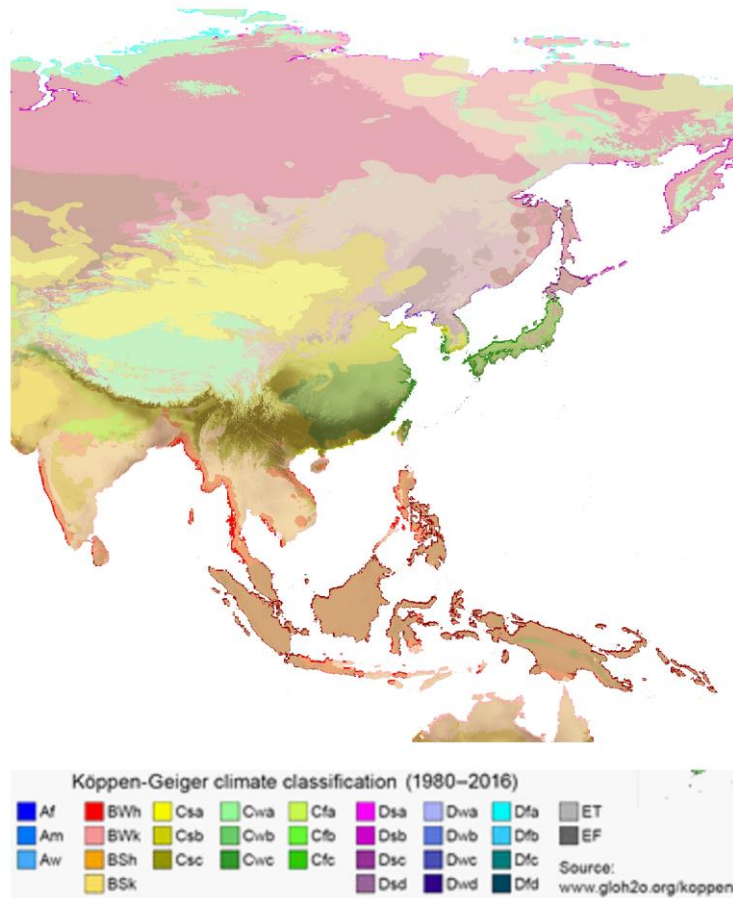 Köppen-Geiger climate classification (1980–2016)
Af BWh Csa Cwa Cfa Dsa Dwa Dfa ET
Am BWk Csb Cwb Cfb Dsb Dwb Dfb EF
Aw BSh Csc Cwc Cfc Dsc Dwc Dfc Source:
BSk Dsd Dwd Dfd www.gloh2o.org/koppen